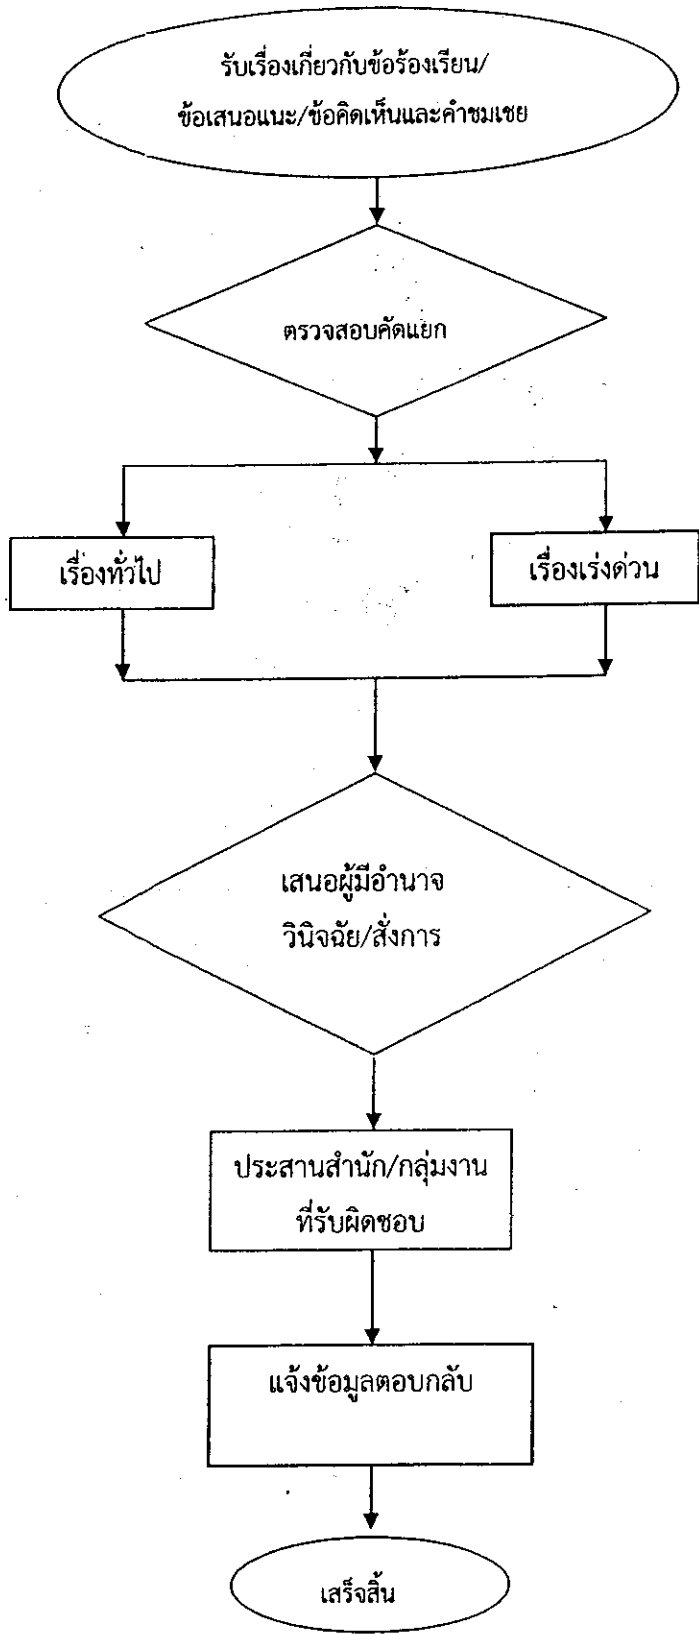 รับเรื่องเกี่ยวกับข้อร้องเรียน/
ข้อเสนอแนะ/ข้อคิดเห็นและคำชมเชย
ตรวจสอบคัดแยก
เรื่องทั่วไป
เรื่องเร่งด่วน
เสนอผู้มีอำนาจ
วินิจฉัย/สั่งการ
ประสานสำนัก/กลุ่มงาน
ที่รับผิดชอบ
แจ้งข้อมูลตอบกลับ
เสร็จสิ้น